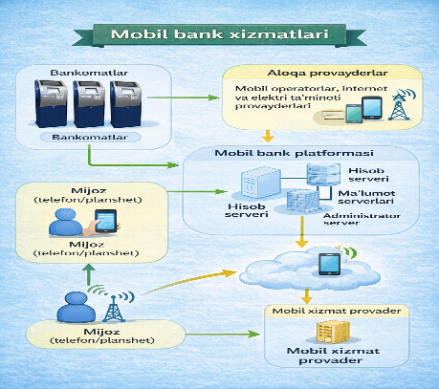 Mobil bank xizmatlari
Bankomatlar
Bankomatlar
Aloqa provayderlar
Mobil operatorlar, internet
va elektri ta'minoti
provayderlari
Mobil bank platformasi
Hisob
serveri
Hisob
serveri
Ma'lumot
serverlari
Administrator
server
Mijoz
(telefon/planshet)
Mijoz
(telefon/planshet)
Mijoz
(telefon/planshet)
Mobil xizmat provader
Mobil xizmat
provader